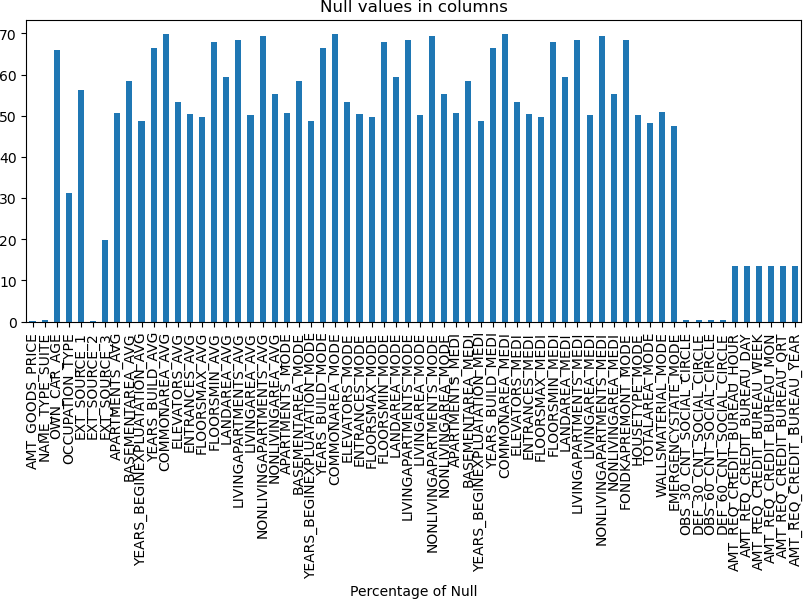 Null values in columns
70
60
50
40
30
20
10
0
AMT_GOODS_PRICE
NAME_TYPE_SUITE
OWN_CAR_AGE
OCCUPATION_TYPE
EXT_SOURCE_1
EXT_SOURCE_2
EXT_SOURCE_3
APARTMENTS_AVG
BASEMENTAREA_AVG
YEARS_BEGINEXPLUATATION_AVG
YEARS_BUILD_AVG
COMMONAREA_AVG
ELEVATORS_AVG
ENTRANCES_AVG
FLOORSMAX_AVG
FLOORSMIN_AVG
LANDAREA_AVG
LIVINGAPARTMENTS_AVG
LIVINGAREA_AVG
NONLIVINGAPARTMENTS_AVG
NONLIVINGAREA_AVG
APARTMENTS_MODE
BASEMENTAREA_MODE
YEARS_BEGINEXPLUATATION_MODE
YEARS_BUILD_MODE
COMMONAREA_MODE
ELEVATORS_MODE
ENTRANCES_MODE
FLOORSMAX_MODE
FLOORSMIN_MODE
LANDAREA_MODE
LIVINGAPARTMENTS_MODE
LIVINGAREA_MODE
NONLIVINGAPARTMENTS_MODE
NONLIVINGAREA_MODE
APARTMENTS_MEDI
BASEMENTAREA_MEDI
YEARS_BEGINEXPLUATATION_MEDI
YEARS_BUILD_MEDI
COMMONAREA_MEDI
ELEVATORS_MEDI
ENTRANCES_MEDI
FLOORSMAX_MEDI
FLOORSMIN_MEDI
LANDAREA_MEDI
LIVINGAPARTMENTS_MEDI
LIVINGAREA_MEDI
NONLIVINGAPARTMENTS_MEDI
NONLIVINGAREA_MEDI
FONDKAPREMONT_MODE
HOUSETYPE_MODE
TOTALAREA_MODE
WALLSMATERIAL_MODE
EMERGENCYSTATE_MODE
OBS_30_CNT_SOCIAL_CIRCLE
DEF_30_CNT_SOCIAL_CIRCLE
OBS_60_CNT_SOCIAL_CIRCLE
DEF_60_CNT_SOCIAL_CIRCLE
AMT_REQ_CREDIT_BUREAU_HOUR
AMT_REQ_CREDIT_BUREAU_DAY
AMT_REQ_CREDIT_BUREAU_WEEK
AMT_REQ_CREDIT_BUREAU_MON
AMT_REQ_CREDIT_BUREAU_QRT
AMT_REQ_CREDIT_BUREAU_YEAR
Percentage of Null